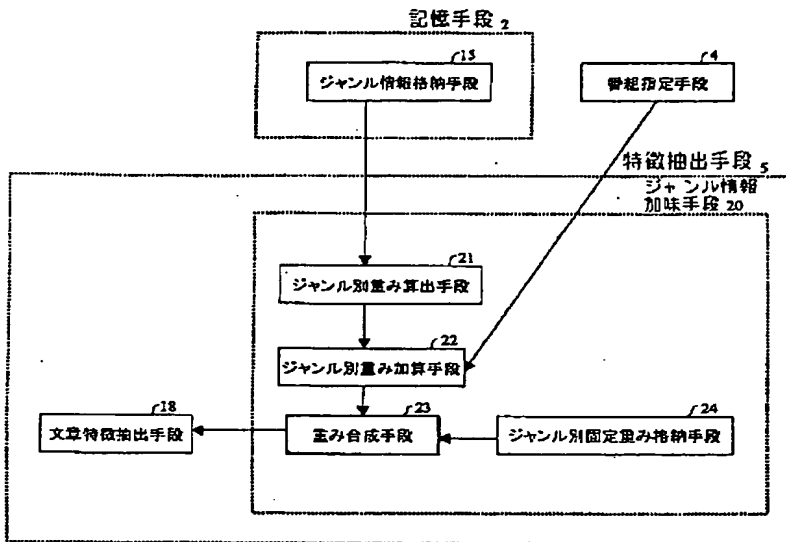 記憶手段 2
15
ジャンル情報格納手段
4
番組指定手段
特徴抽出手段 5
ジャンル情報
加味手段 20
21
ジャンル別重み算出手段
22
ジャンル別重み加算手段
18
文章特徴抽出手段
23
重み合成手段
24
ジャンル別固定重み格納手段